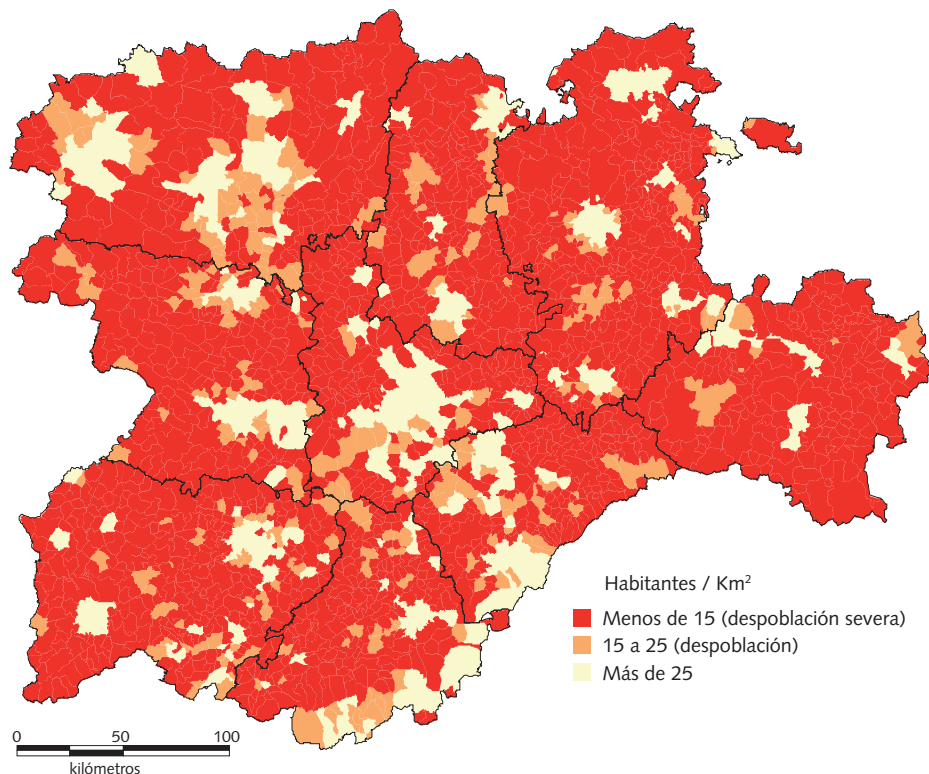 Habitantes / Km²
Menos de 15 (despoblación severa)
15 a 25 (despoblación)
Más de 25
0 50 100
kilómetros